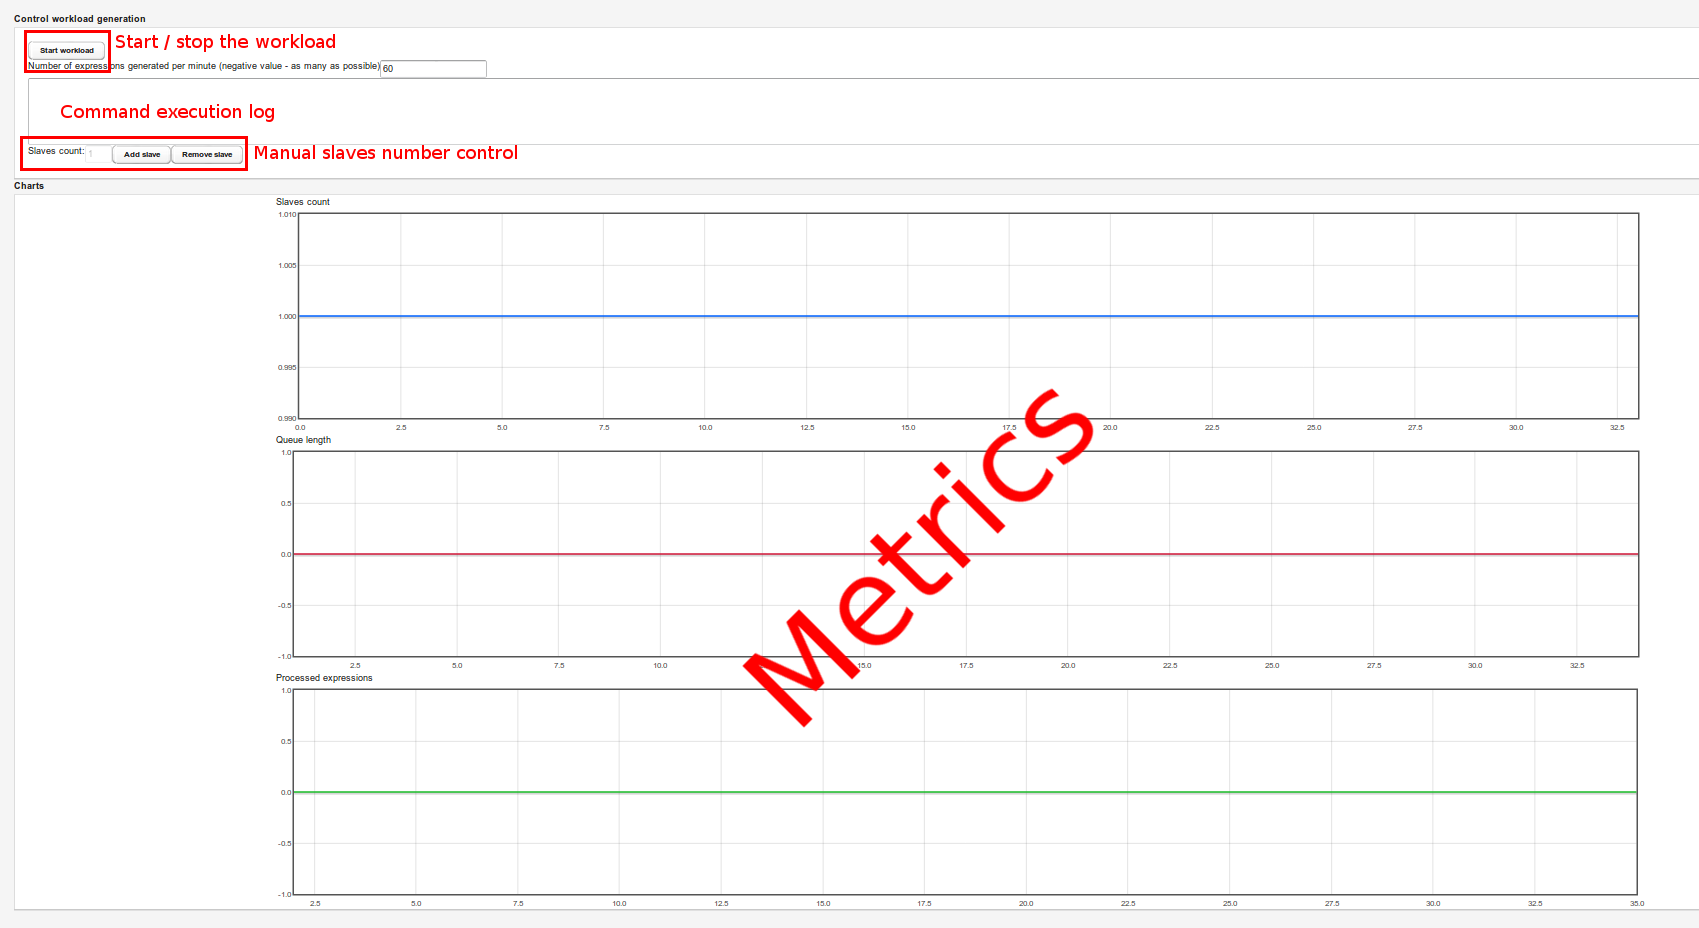 Control workload generation
Start workload
Start / stop the workload
Number of expressions generated per minute (negative value - as many as possible)
60
Command execution log
Slaves count:
1
Add slave
Remove slave
Manual slaves number control
Charts
Slaves count
1.010
1.005
1.000
0.995
0.990
0.0 2.5 5.0 7.5 10.0 12.5 15.0 17.5 20.0 22.5 25.0 27.5 30.0 32.5
Queue length
1.0
0.5
0.0
-0.5
-1.0
2.5 5.0 7.5 10.0 15.0 17.5 20.0 22.5 25.0 27.5 30.0 32.5
Metrics
Processed expressions
1.0
0.5
0.0
-0.5
-1.0
2.5 5.0 7.5 10.0 12.5 15.0 17.5 20.0 22.5 25.0 27.5 30.0 32.5 35.0